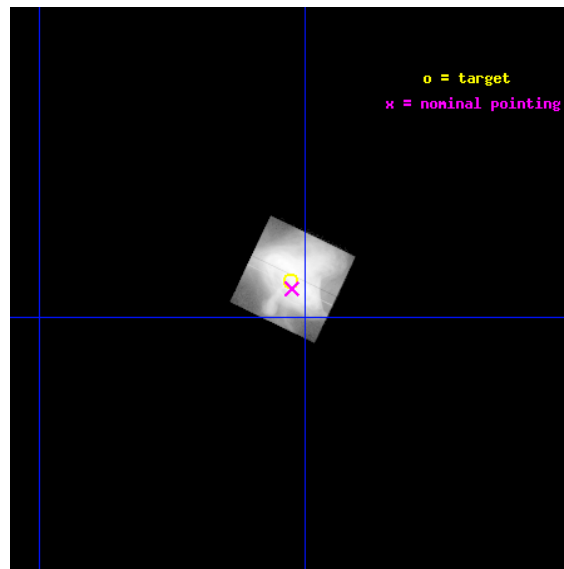 o = target
x = nominal pointing